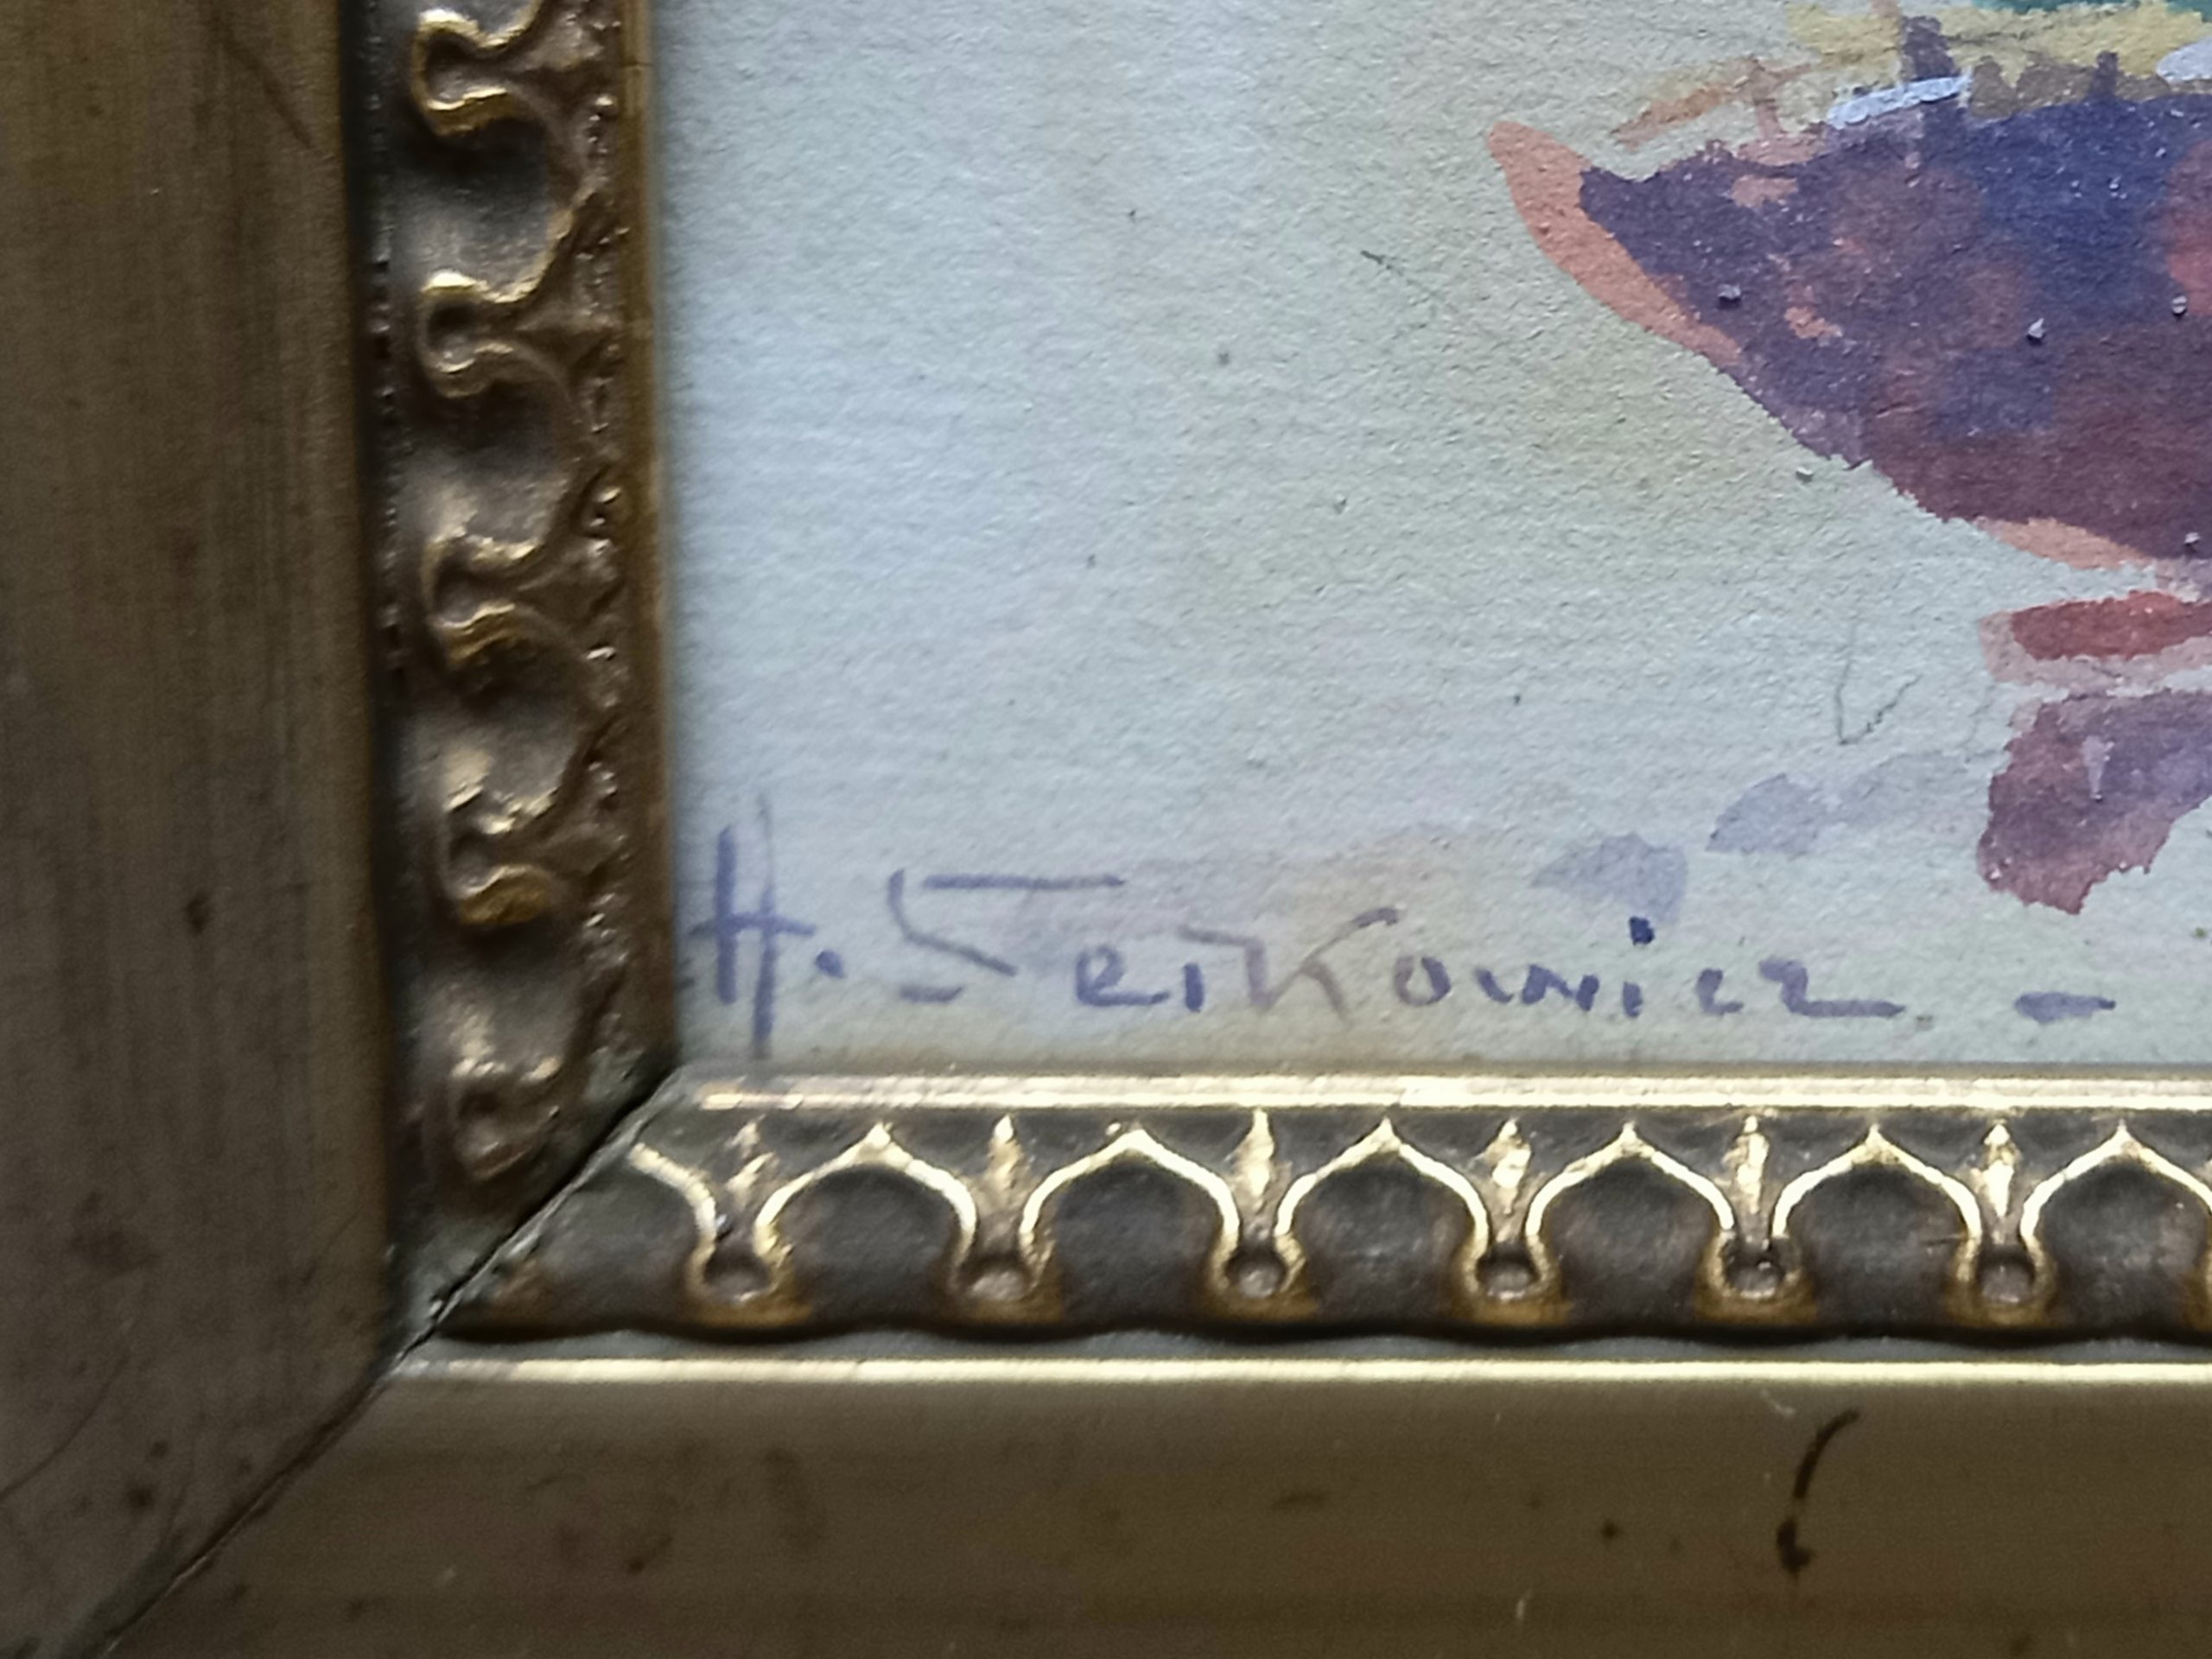 H. Serkowicz -